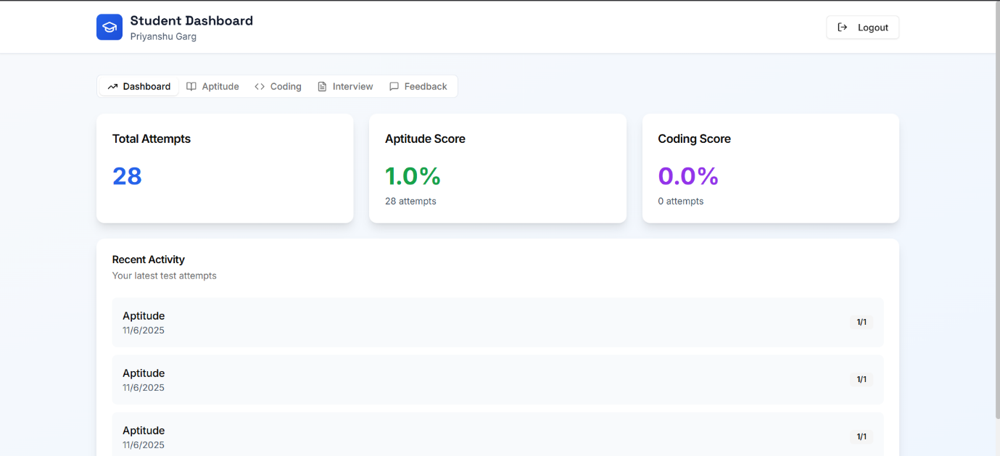 Student Dashboard
Priyanshu Garg
Logout
Dashboard Aptitude Coding Interview Feedback
Total Attempts
28
Aptitude Score
1.0%
28 attempts
Coding Score
0.0%
0 attempts
Recent Activity
Your latest test attempts
Aptitude
11/6/2025
1/1
Aptitude
11/6/2025
1/1
Aptitude
11/6/2025
1/1